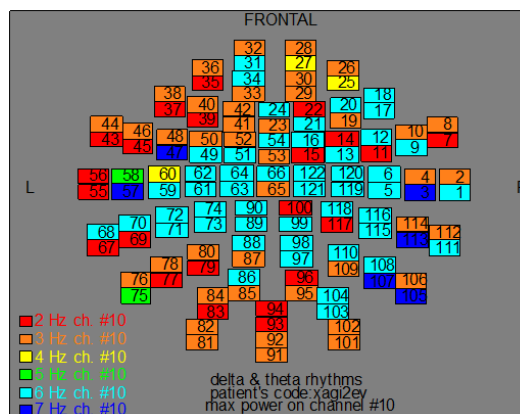 FRONTAL
32 28
31 27
36 34 30 26
35 33 29 25
38 18
37 40 42 24 22 20 17
44 39 41 23 21 19 8
43 46 48 50 52 54 16 14 12 10 7
45 47 49 51 53 15 13 11 9
56 58 60 62 64 66 122 120 6 4 2
L
55 57 59 61 63 65 121 119 5 3 1
74 90 100 118
72 73 89 99 117 116
68 70 71 115 114 112
67 69 88 98 113 111
80 87 97 110
78 79 109 108
76 77 86 96 107 106
75 84 85 95 104 105
83 94 103
2 Hz ch. #10
82 93 102
3 Hz ch. #10
81 92 101
4 Hz ch. #10
91
5 Hz ch. #10
6 Hz ch. #10
7 Hz ch. #10
delta & theta rhythms
patient's code:xagi2ey
max power on channel #10